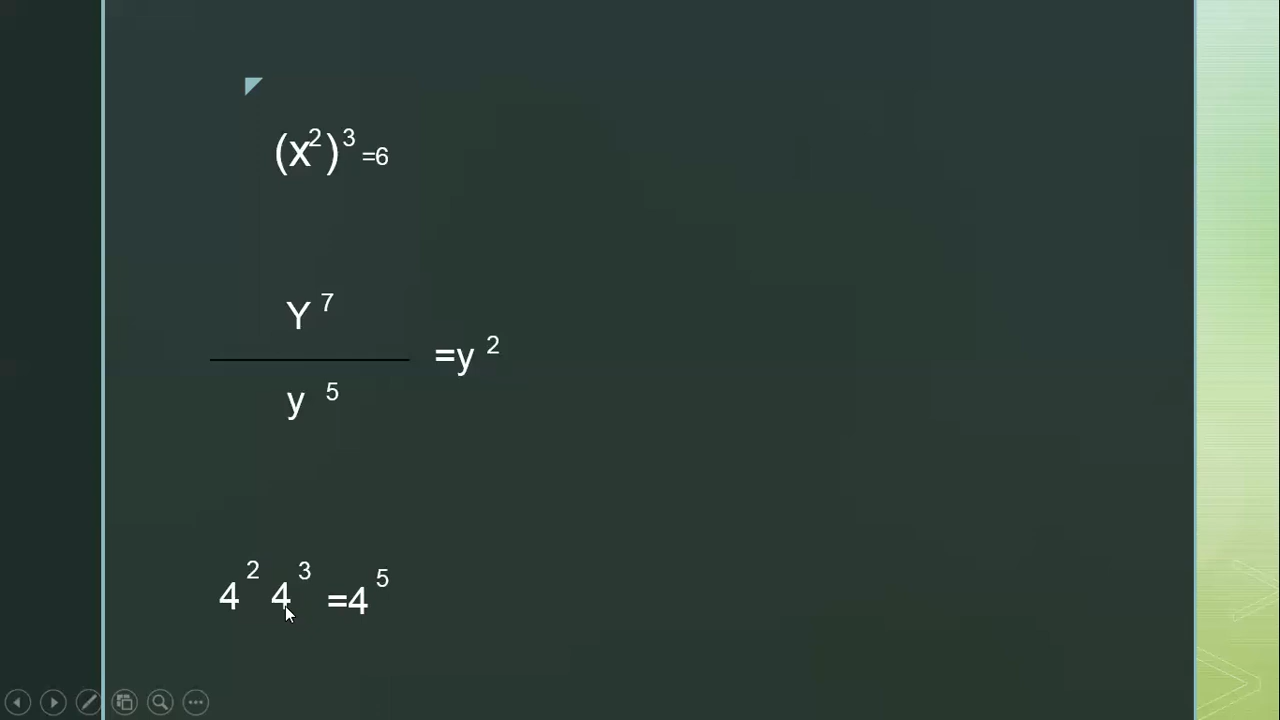 (x²)³ =6
Y⁷
y⁵
=y²
4² 4³ =4⁵